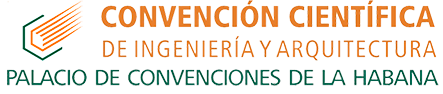 CONVENCIÓN CIENTÍFICA
DE INGENIERÍA Y ARQUITECTURA
PALACIO DE CONVENCIONES DE LA HABANA